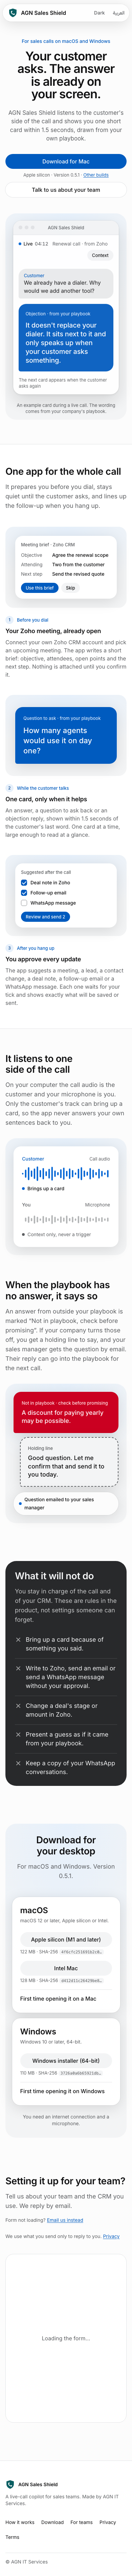 AGN Sales Shield
Dark
العربية
For sales calls on macOS and Windows
Your customer
asks. The answer
is already on
your screen.
AGN Sales Shield listens to the customer's
side of the call and shows you one short
card within 1.5 seconds, drawn from your
own playbook.
Download for Mac
Apple silicon · Version 0.5.1 · Other builds
Talk to us about your team
AGN Sales Shield
Live 04:12 Renewal call · from Zoho
Context
Customer
We already have a dialer. Why
would we add another tool?
Objection · from your playbook
It doesn't replace your
dialer. It sits next to it and
only speaks up when
your customer asks
something.
The next card appears when the customer
asks again
An example card during a live call. The wording
comes from your company's playbook.
One app for the whole call
It prepares you before you dial, stays
quiet until your customer asks, and has
the follow-up when you hang up.
Meeting brief · Zoho CRM
Objective Agree the renewal scope
Attending Two from the customer
Next step Send the revised quote
Use this brief
Skip
1 Before you dial
Your Zoho meeting, already open
Connect your own Zoho CRM account and pick
the meeting in two steps. The card is a short
brief: objective, attendees, open points and the
next step. Nothing is attached until you confirm
it.
Question to ask · from your playbook
How many agents
would use it on day
one?
2 While the customer talks
One card, only when it helps
An answer, a question to ask back or an
objection reply, within 1.5 seconds of the
customer's last word. One card at a time,
large enough to read at a glance.
Suggested after the call
Deal note in Zoho
Follow-up email
WhatsApp message
Review and send 2
3 After you hang up
You approve every update
The app suggests a meeting, a lead, a contact
or account note, a deal note, a follow-up or a
WhatsApp message. Each one waits for your
tick and shows exactly what will be saved or
sent.
It listens to one
side of the call
On your computer the call audio is the
customer and your microphone is you.
Only the customer's track can bring up a
card, so the app never answers your own
sentences back to you.
Customer
Call audio
Brings up a card
You
Microphone
Context only, never a trigger
When the playbook has
no answer, it says so
An answer from outside your playbook is
marked “Not in playbook, check before
promising”. If your company turns those
off, you get a holding line to say, and your
sales manager gets the question by email.
Their reply can go into the playbook for
the next call.
Not in playbook · check before promising
A discount for paying yearly
may be possible.
Holding line
Good question. Let me
confirm that and send it to
you today.
Question emailed to your sales
manager
What it will not do
You stay in charge of the call and
of your CRM. These are rules in the
product, not settings someone can
forget.
Bring up a card because of
something you said.
Write to Zoho, send an email or
send a WhatsApp message
without your approval.
Change a deal's stage or
amount in Zoho.
Present a guess as if it came
from your playbook.
Keep a copy of your WhatsApp
conversations.
Download for
your desktop
For macOS and Windows. Version
0.5.1.
macOS
macOS 12 or later, Apple silicon or Intel.
Apple silicon (M1 and later)
122 MB · SHA-256
Intel Mac
128 MB · SHA-256
First time opening it on a Mac
Windows
Windows 10 or later, 64-bit.
Windows installer (64-bit)
110 MB · SHA-256
First time opening it on Windows
You need an internet connection and a
microphone.
Setting it up for your team?
Tell us about your team and the CRM you
use. We reply by email.
Form not loading? Email us instead
We use what you send only to reply to you. Privacy
Loading the form…
AGN Sales Shield
A live-call copilot for sales teams. Made by AGN IT
Services.
How it works
Download
For teams
Privacy
Terms
© AGN IT Services